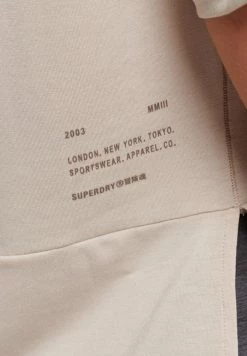 2003 MMIII
LONDON, NEW YORK, TOKYO.
SPORTSWEAR, APPAREL, CO.
SUPERDRY